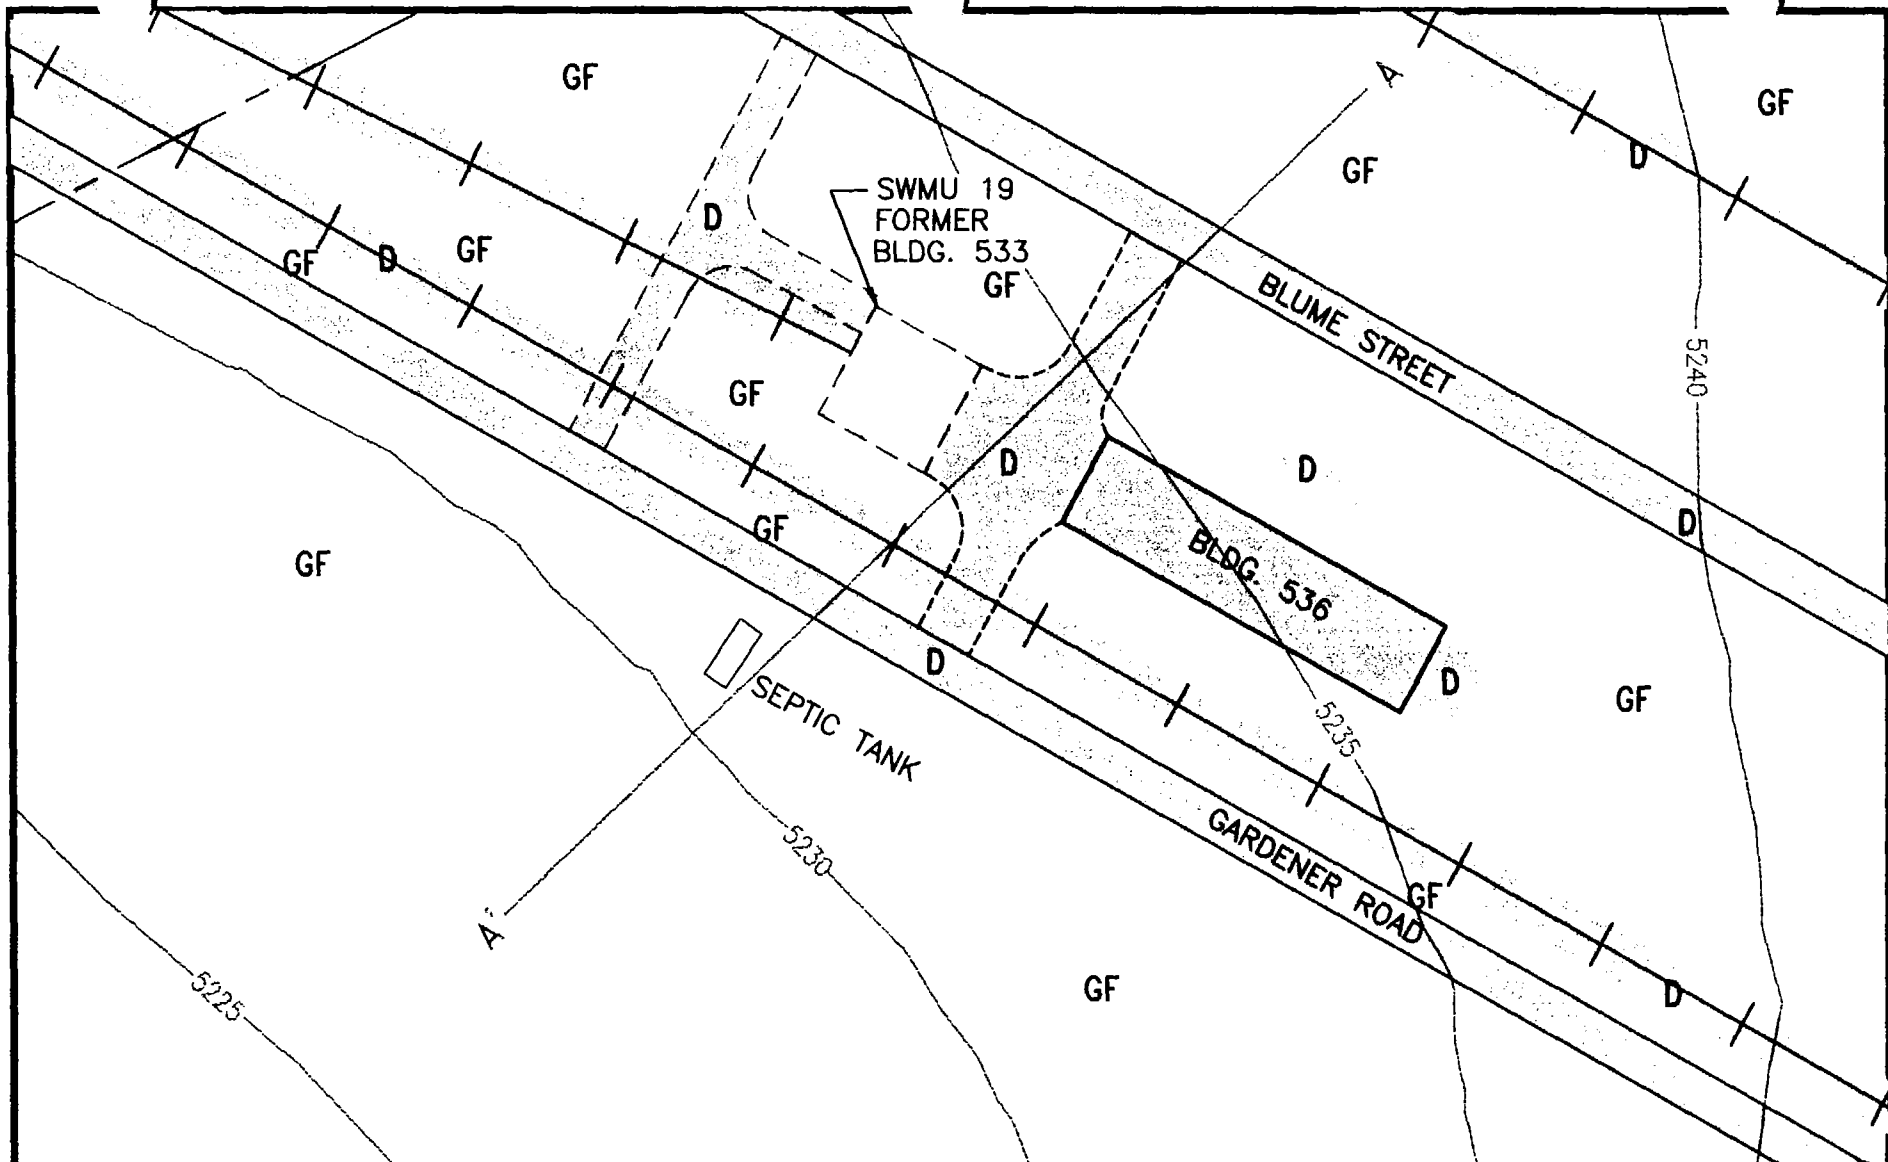 A
GF
GF
GF
D
SWMU 19
FORMER
BLDG. 533
D
GF
D
GF
GF
BLUME STREET
5240
GF
D
D
D
GF
GF
BLDG. 536
D
D
GF
SEPTIC TANK
5235
5230
GARDENER ROAD
GF
A'
5225
GF
D